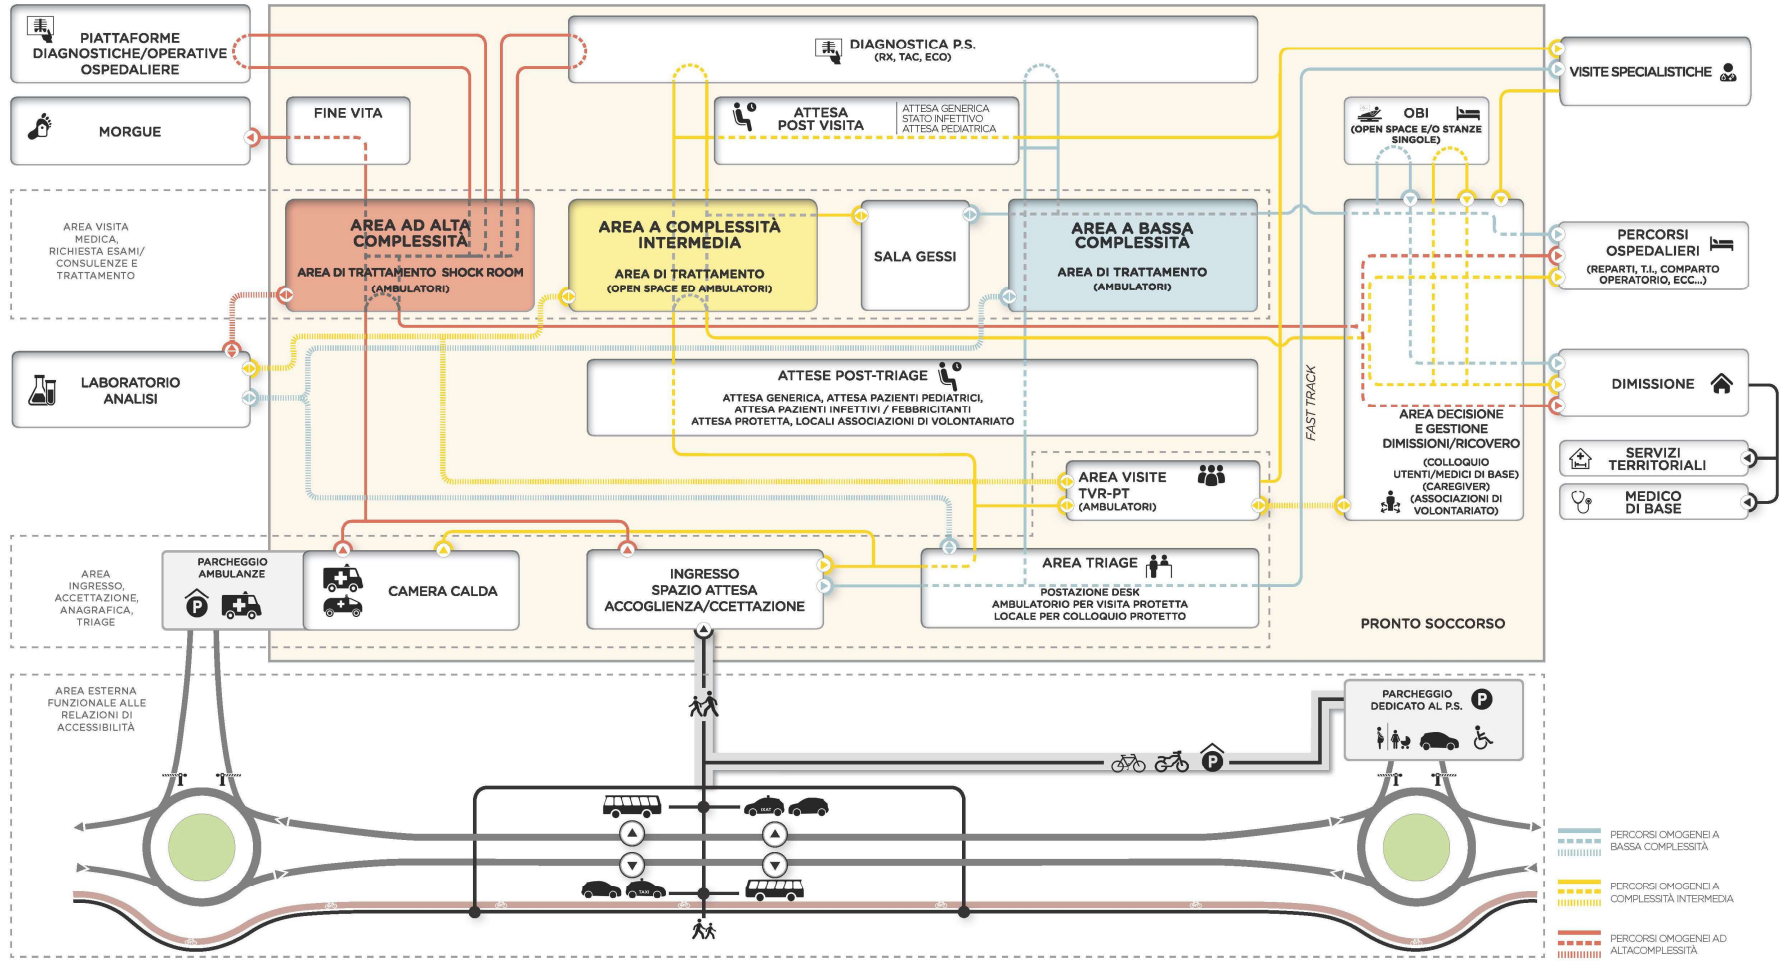 PIATTAFORME
DIAGNOSTICHE/OPERATIVE
OSPEDALIERE
DIAGNOSTICA P.S.
(RX, TAC, ECO)
VISITE SPECIALISTICHE
MORGUE
FINE VITA
ATTESA
POST VISITA
ATTESA GENERICA
STATO INFETTIVO
ATTESA PEDIATRICA
OBI
(OPEN SPACE E/O STANZE
SINGOLE)
AREA VISITA
MEDICA,
RICHIESTA ESAMI/
CONSULENZE E
TRATTAMENTO
AREA AD ALTA
COMPLESSITÀ
AREA DI TRATTAMENTO SHOCK ROOM
(AMBULATORI)
AREA A COMPLESSITÀ
INTERMEDIA
AREA DI TRATTAMENTO
(OPEN SPACE ED AMBULATORI)
SALA GESSI
AREA A BASSA
COMPLESSITÀ
AREA DI TRATTAMENTO
(AMBULATORI)
PERCORSI
OSPEDALIERI
(REPARTI, T.I., COMPARTO
OPERATORIO, ECC...)
LABORATORIO
ANALISI
ATTESE POST-TRIAGE
ATTESA GENERICA, ATTESA PAZIENTI PEDIATRICI,
ATTESA PAZIENTI INFETTIVI / FEBBRICITANTI
ATTESA PROTETTA, LOCALI ASSOCIAZIONI DI VOLONTARIATO
FAST TRACK
DIMISSIONE
AREA DECISIONE
E GESTIONE
DIMISSIONI/RICOVERO
(COLLOQUIO
UTENTI/MEDICI DI BASE)
(CAREGIVER)
(ASSOCIAZIONI DI
VOLONTARIATO)
SERVIZI
TERRITORIALI
MEDICO
DI BASE
AREA VISITE
TVR-PT
(AMBULATORI)
AREA
INGRESSO,
ACCETTAZIONE,
ANAGRAFICA,
TRIAGE
PARCHEGGIO
AMBULANZE
P
CAMERA CALDA
INGRESSO
SPAZIO ATTESA
ACCOGLIENZA/CCETTAZIONE
AREA TRIAGE
POSTAZIONE DESK
AMBULATORIO PER VISITA PROTETTA
LOCALE PER COLLOQUIO PROTETTO
PRONTO SOCCORSO
AREA ESTERNA
FUNZIONALE ALLE
RELAZIONI DI
ACCESSIBILITÀ
PARCHEGGIO
DEDICATO AL P.S.
P
P
TAXI
PERCORSI OMOGENEI A
BASSA COMPLESSITÀ
PERCORSI OMOGENEI A
COMPLESSITÀ INTERMEDIA
PERCORSI OMOGENEI AD
ALTACOMPLESSITÀ